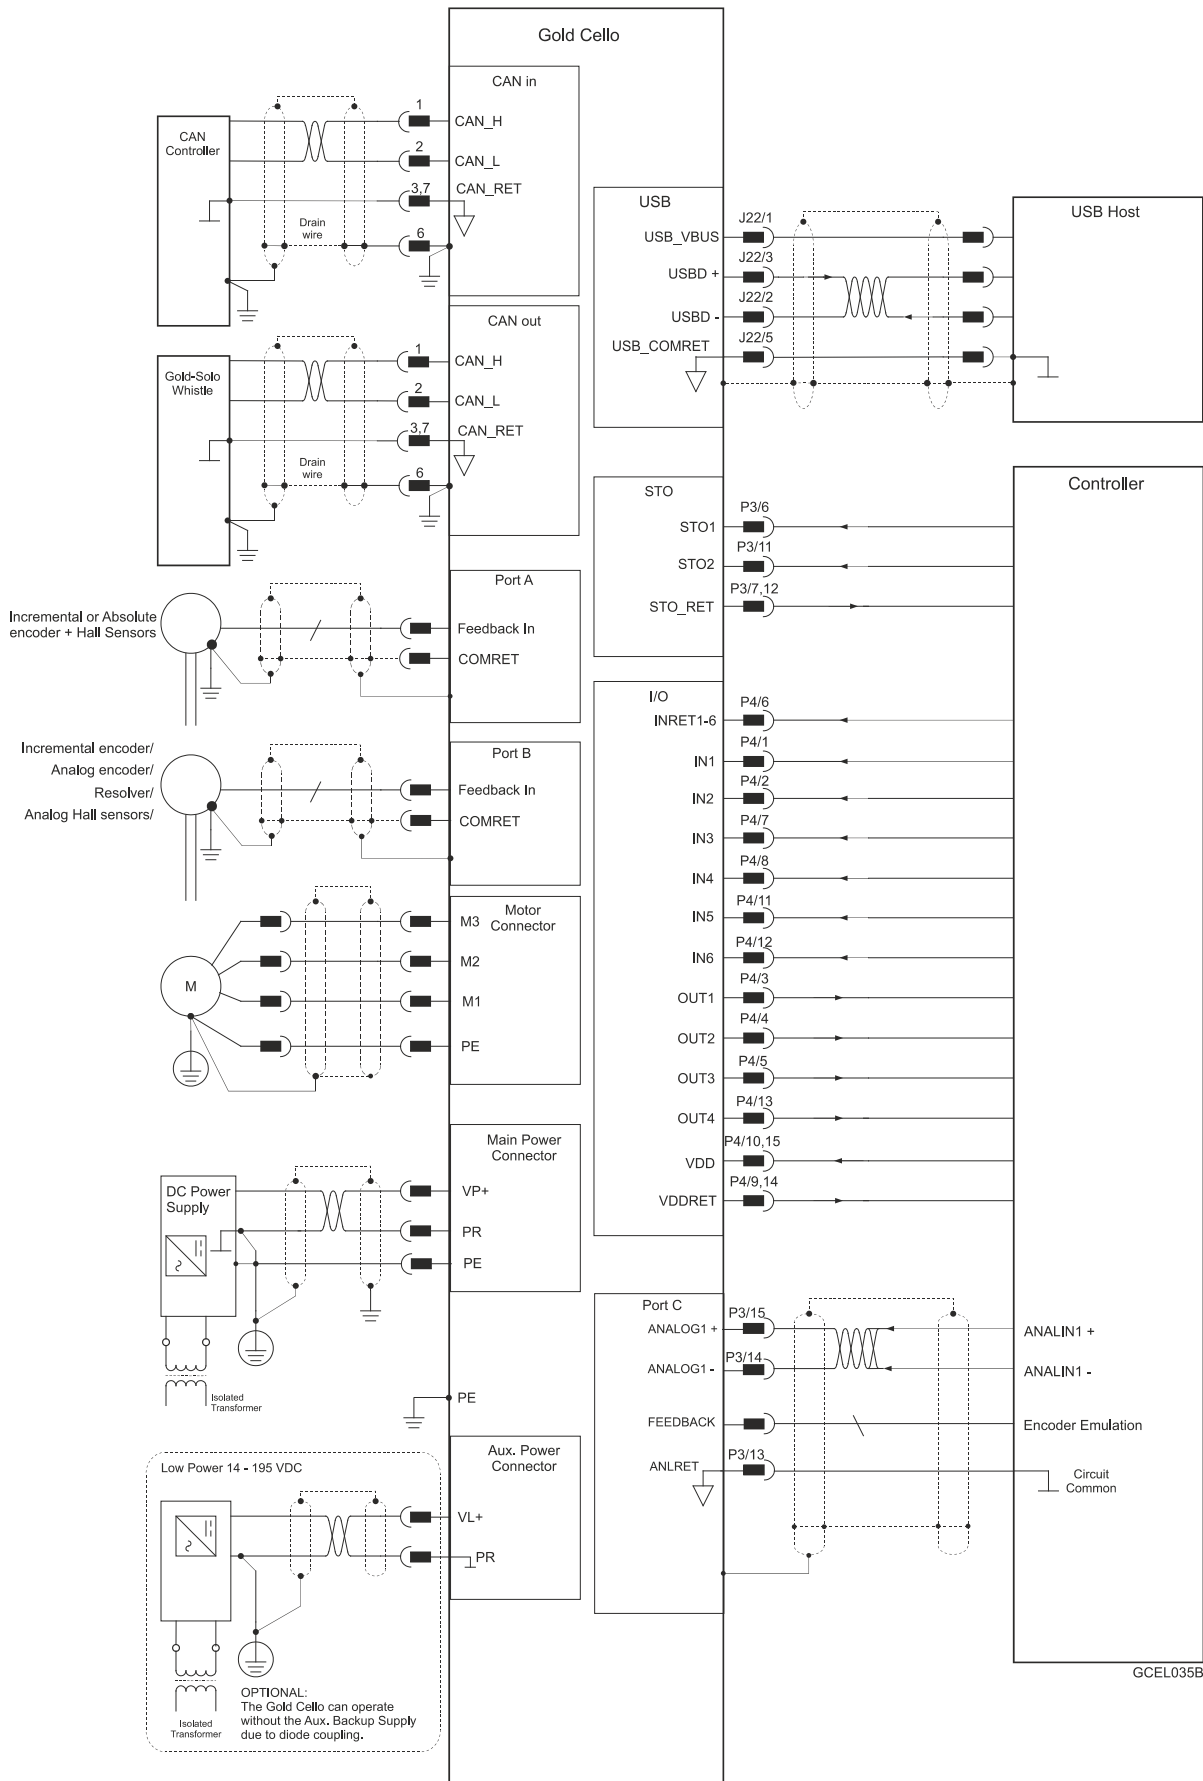 Gold Cello
CAN in
CAN
Controller
1
CAN_H
2
CAN_L
3,7
CAN_RET
Drain
wire
6
CAN out
Gold-Solo
Whistle
1
CAN_H
2
CAN_L
3,7
CAN_RET
Drain
wire
6
Port A
Incremental or Absolute
encoder + Hall Sensors
Feedback In
COMRET
Port B
Incremental encoder/
Analog encoder/
Resolver/
Analog Hall sensors/
Feedback In
COMRET
Motor
Connector
M
M3
M2
M1
PE
Main Power
Connector
DC Power
Supply
VP+
PR
PE
Isolated
Transformer
PE
Aux. Power
Connector
Low Power 14 - 195 VDC
VL+
PR
Isolated
Transformer
OPTIONAL:
The Gold Cello can operate
without the Aux. Backup Supply
due to diode coupling.
USB
USB Host
USB_VBUS
J22/1
USBD +
J22/3
USBD -
J22/2
USB_COMRET
J22/5
STO
Controller
STO1
P3/6
STO2
P3/11
STO_RET
P3/7,12
I/O
INRET1-6
P4/6
IN1
P4/1
IN2
P4/2
IN3
P4/7
IN4
P4/8
IN5
P4/11
IN6
P4/12
OUT1
P4/3
OUT2
P4/4
OUT3
P4/5
OUT4
P4/13
VDD
P4/10,15
VDDRET
P4/9,14
Port C
ANALOG1 +
P3/15
ANALIN1 +
ANALOG1 -
P3/14
ANALIN1 -
FEEDBACK
Encoder Emulation
ANLRET
P3/13
Circuit
Common
GCEL035B